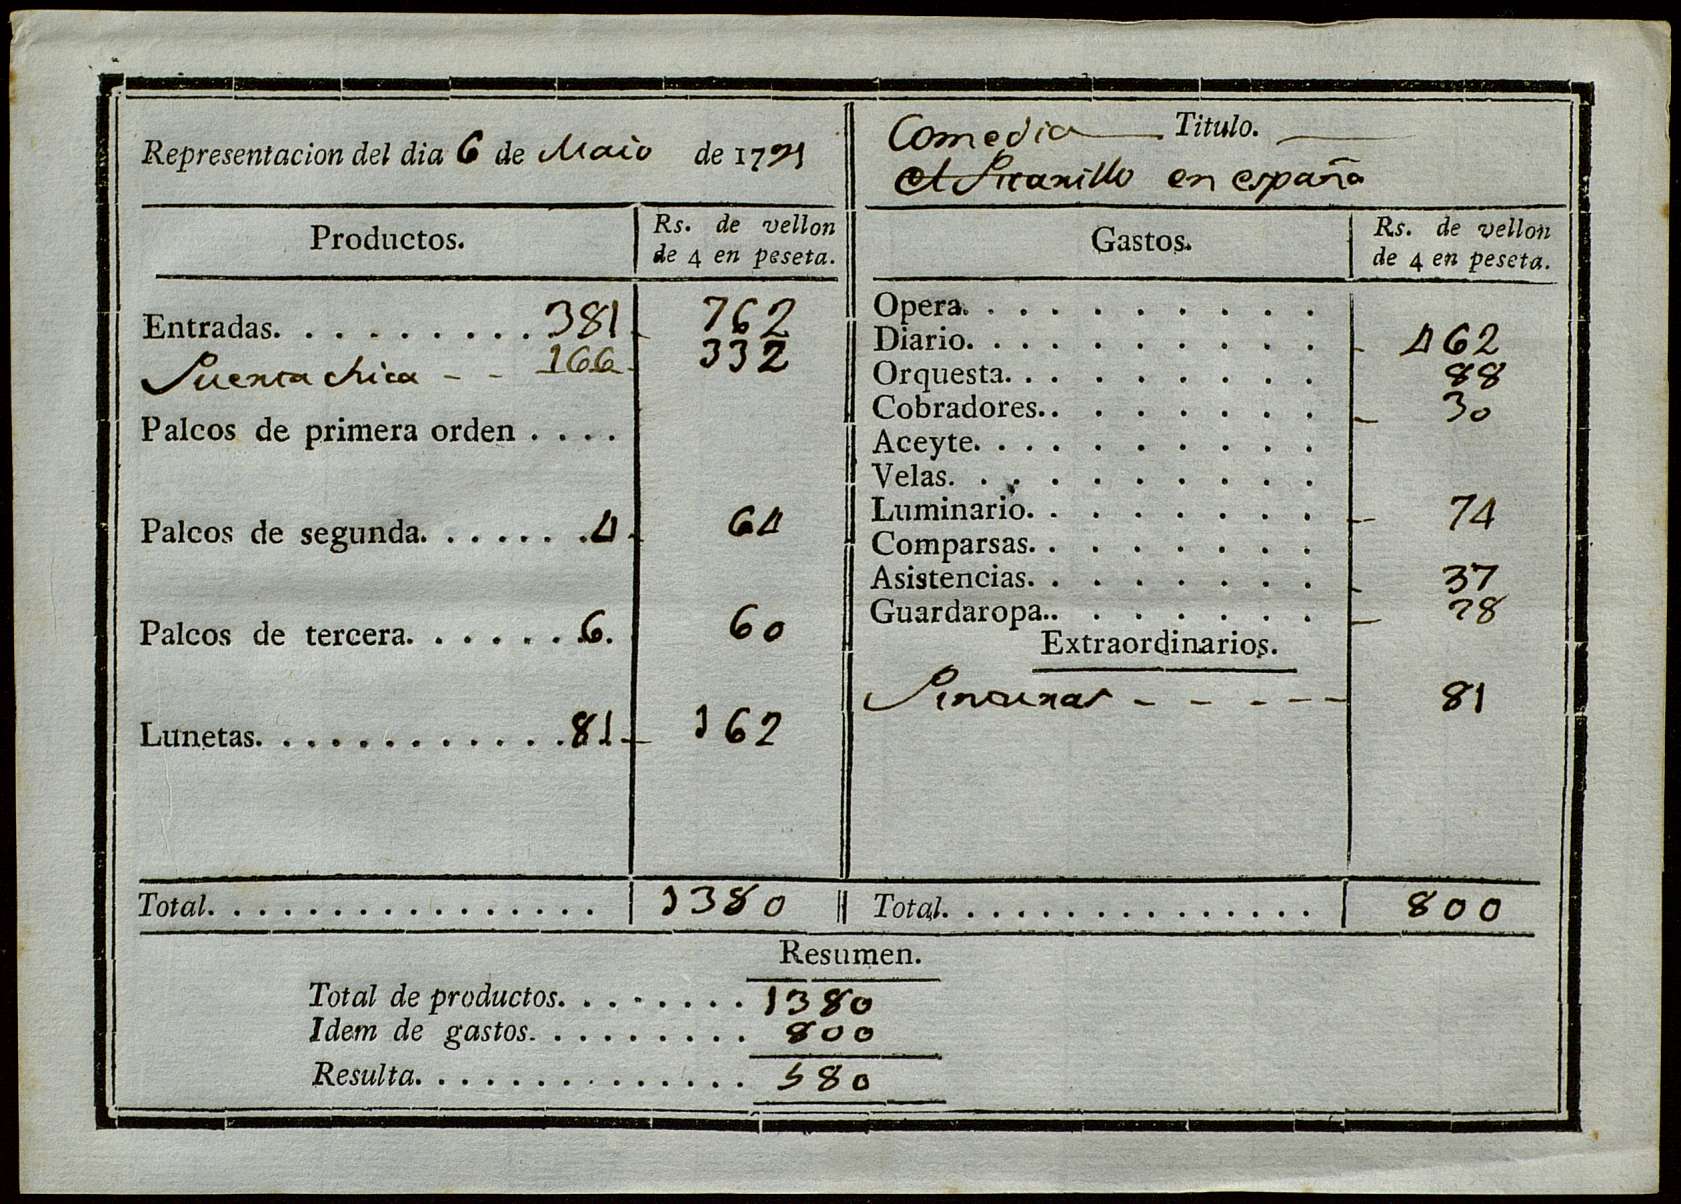 Representacion del dia 6 de Maio de 1791
Comedia Titulo.
el Picarillo en españa
Productos. Rs. de vellon de 4 en peseta.
Entradas. . . . . . . . . . 381 - 762
Puerta chica - - 166 - 332
Palcos de primera orden . . . .
Palcos de segunda. . . . . . . 4 - 64
Palcos de tercera. . . . . . . 6. 60
Lunetas. . . . . . . . . . . . 81 - 162
Total. . . . . . . . . . . . . . . . 1380
Gastos. Rs. de vellon de 4 en peseta.
Opera. . . . . . . . . .
Diario. . . . . . . . . . - 462
Orquesta. . . . . . . . . 88
Cobradores.. . . . . . . - 30
Aceyte. . . . . . . . . .
Velas. . . . . . . . . .
Luminario. . . . . . . . - 74
Comparsas. . . . . . . .
Asistencias. . . . . . . . - 37
Guardaropa.. . . . . . . - 28
Extraordinarios.
Pinturas - - - - - 81
Total. . . . . . . . . . . . . . . 800
Resumen.
Total de productos. . . . . . . . 1380
Idem de gastos. . . . . . . . . 800
Resulta. . . . . . . . . . . . . . 580